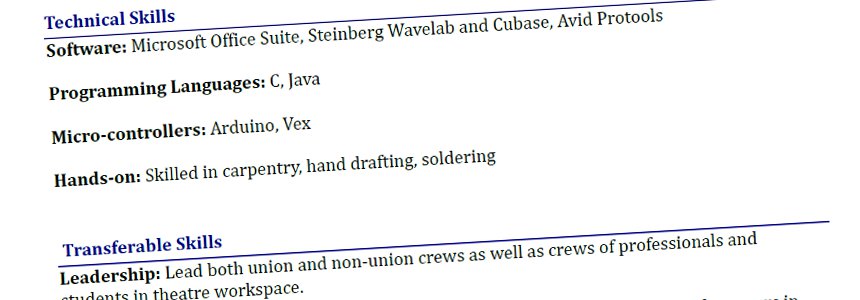 Technical Skills
Software: Microsoft Office Suite, Steinberg Wavelab and Cubase, Avid Protools
Programming Languages: C, Java
Micro-controllers: Arduino, Vex
Hands-on: Skilled in carpentry, hand drafting, soldering
Transferable Skills
Leadership: Lead both union and non-union crews as well as crews of professionals and
students in theatre workspace.
in